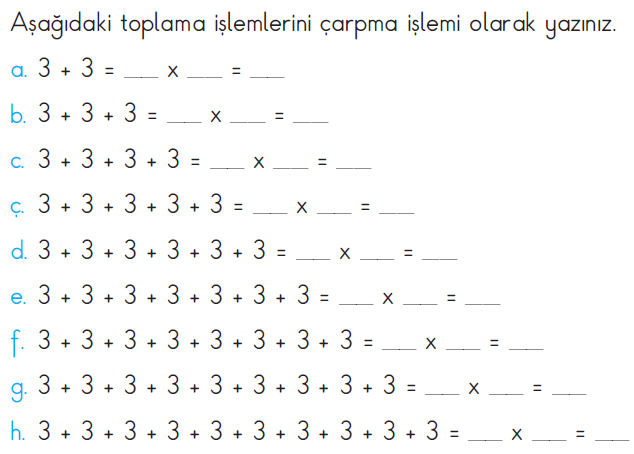 Aşağıdaki toplama işlemlerini çarpma işlemi olarak yazınız.
a. 3 + 3 = ___ x ___ = ___
b. 3 + 3 + 3 = ___ x ___ = ___
c. 3 + 3 + 3 + 3 = ___ x ___ = ___
ç. 3 + 3 + 3 + 3 + 3 = ___ x ___ = ___
d. 3 + 3 + 3 + 3 + 3 + 3 = ___ x ___ = ___
e. 3 + 3 + 3 + 3 + 3 + 3 + 3 = ___ x ___ = ___
f. 3 + 3 + 3 + 3 + 3 + 3 + 3 + 3 = ___ x ___ = ___
g. 3 + 3 + 3 + 3 + 3 + 3 + 3 + 3 + 3 = ___ x ___ = ___
h. 3 + 3 + 3 + 3 + 3 + 3 + 3 + 3 + 3 + 3 = ___ x ___ = ___